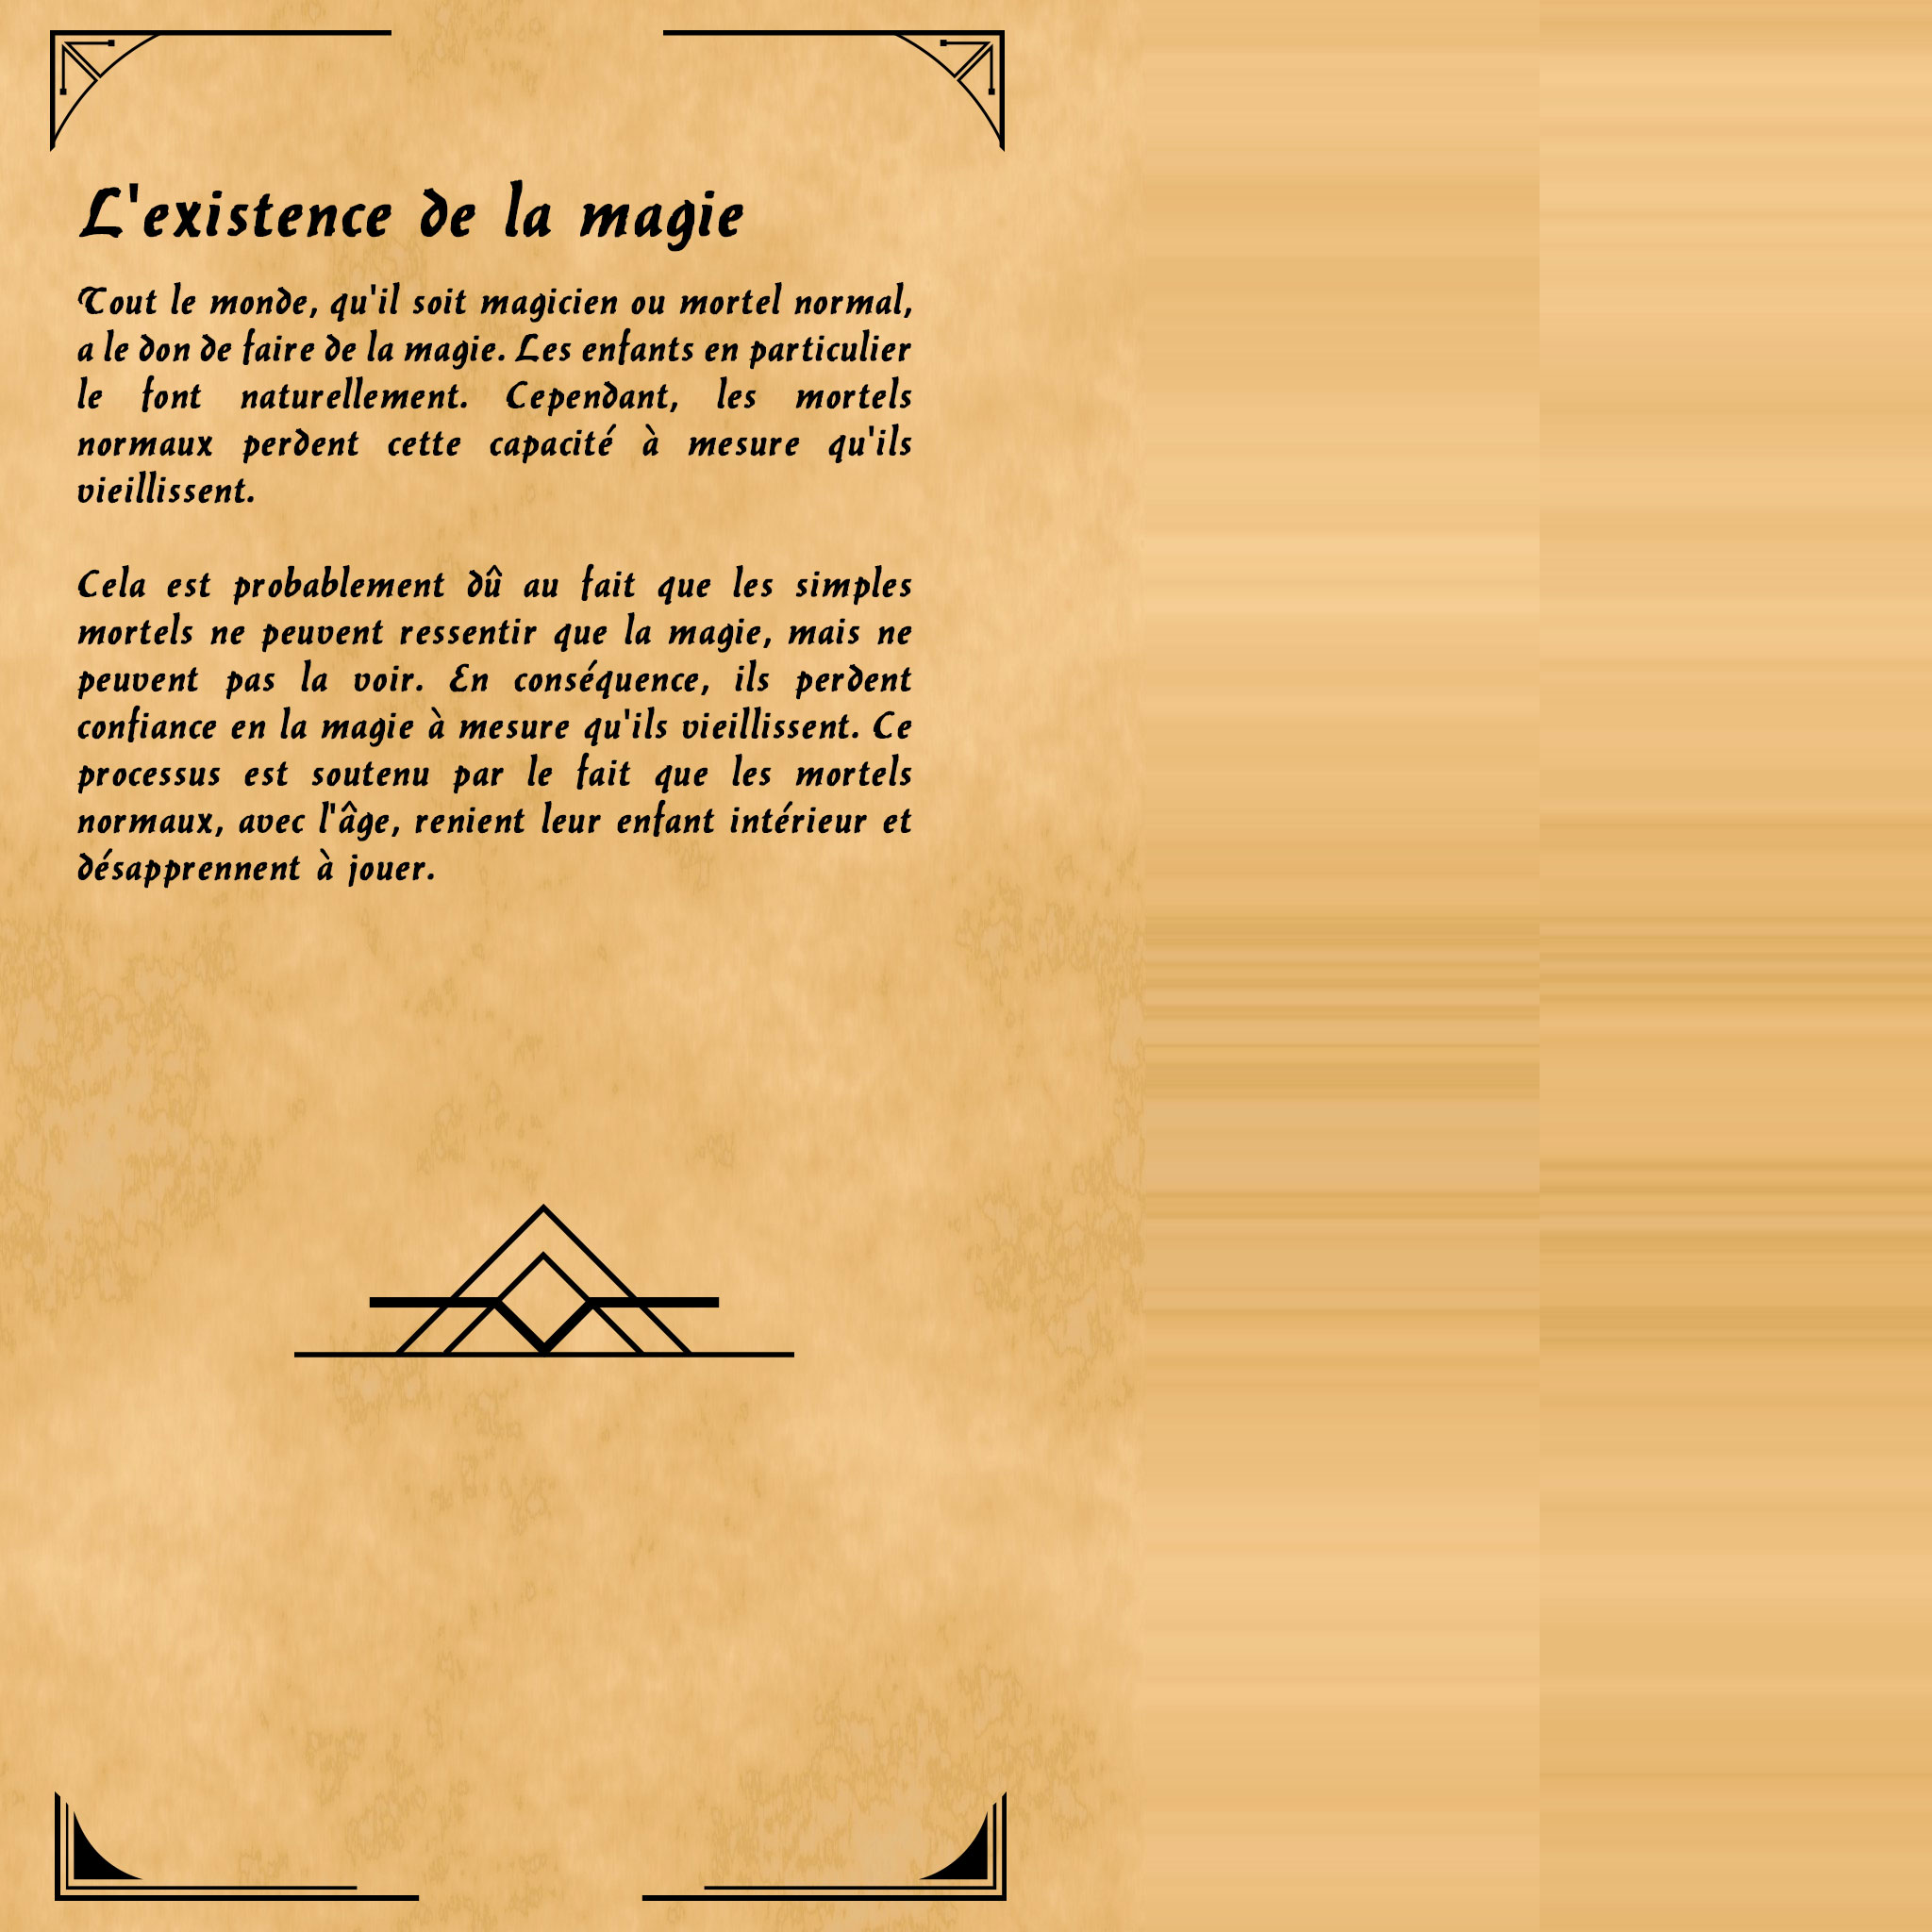 L'existence de la magie
Tout le monde, qu'il soit magicien ou mortel normal,
a le don de faire de la magie. Les enfants en particulier
le font naturellement. Cependant, les mortels
normaux perdent cette capacité à mesure qu'ils
vieillissent.
Cela est probablement dû au fait que les simples
mortels ne peuvent ressentir que la magie, mais ne
peuvent pas la voir. En conséquence, ils perdent
confiance en la magie à mesure qu'ils vieillissent. Ce
processus est soutenu par le fait que les mortels
normaux, avec l'âge, renient leur enfant intérieur et
désapprennent à jouer.